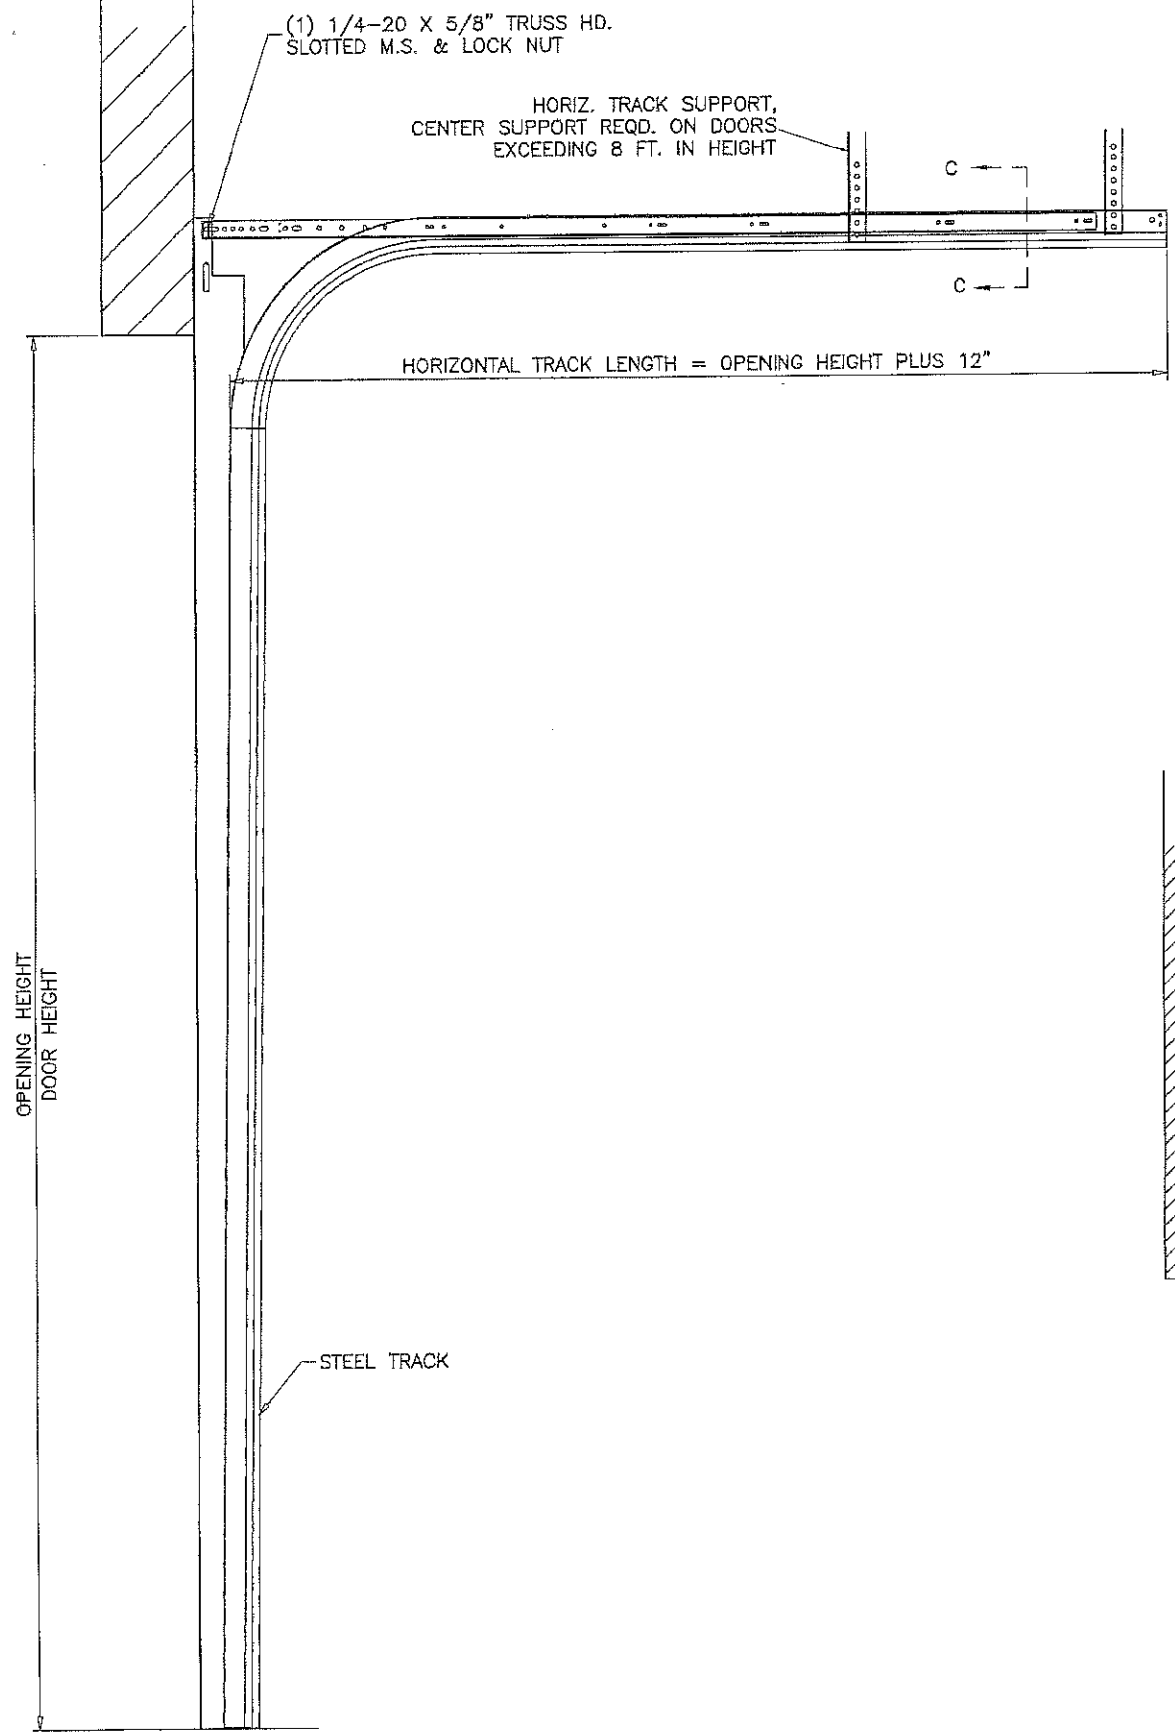 (1) 1/4-20 X 5/8" TRUSS HD.
SLOTTED M.S. & LOCK NUT
HORIZ. TRACK SUPPORT,
CENTER SUPPORT REQD. ON DOORS
EXCEEDING 8 FT. IN HEIGHT
C
C
HORIZONTAL TRACK LENGTH = OPENING HEIGHT PLUS 12"
OPENING HEIGHT
DOOR HEIGHT
STEEL TRACK